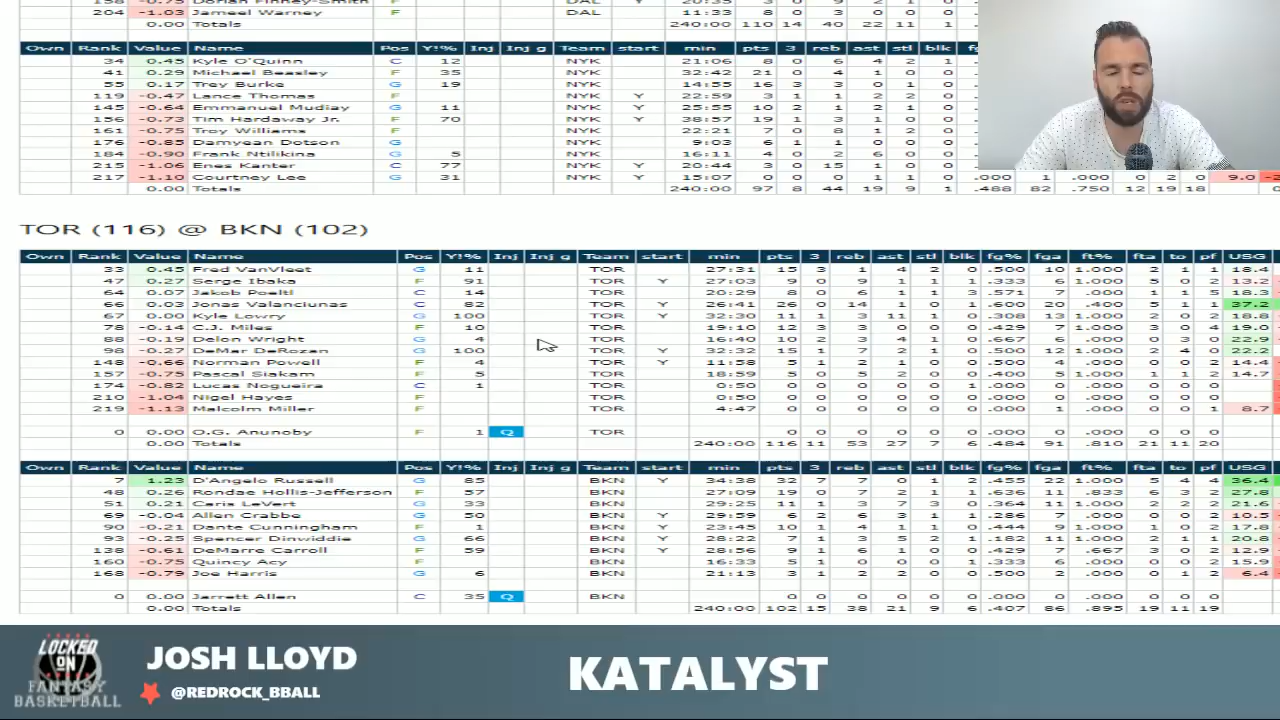 204 -1.03 Jameel Warney F DAL 11:33 8 0
0.00 Totals 240:00 110 14 40 22 11 1
Own Rank Value Name Pos Y!% Inj Inj g Team start min pts 3 reb ast stl blk
34 0.45 Kyle O'Quinn C 12 NYK 21:06 8 0 6 4 2 1
41 0.29 Michael Beasley F 35 NYK 32:42 21 0 4 1 0 0
55 0.17 Trey Burke G 19 NYK 14:55 16 3 3 0 1 0
119 -0.47 Lance Thomas F NYK Y 22:59 3 1 1 2 2 0
145 -0.64 Emmanuel Mudiay G 11 NYK Y 25:55 10 2 1 2 1 0
156 -0.73 Tim Hardaway Jr. F 70 NYK Y 38:57 19 1 3 1 0 0
161 -0.75 Troy Williams F NYK 22:21 7 0 8 1 2 0
176 -0.85 Damyean Dotson G NYK 9:03 6 1 1 0 0 0
184 -0.90 Frank Ntilikina G 5 NYK 16:11 4 0 2 6 0 0
215 -1.06 Enes Kanter C 77 NYK Y 20:44 3 0 15 1 0 0
217 -1.10 Courtney Lee G 31 NYK Y 15:07 0 0 0 1 1 0 .000 1 .000 0 2 0 9.0
0.00 Totals 240:00 97 8 44 19 9 1 .488 82 .750 12 19 18
TOR (116) @ BKN (102)
Own Rank Value Name Pos Y!% Inj Inj g Team start min pts 3 reb ast stl blk fg% fga ft% fta to pf USG
33 0.45 Fred VanVleet G 11 TOR 27:31 15 3 1 4 2 0 .500 10 1.000 2 1 1 18.4
47 0.27 Serge Ibaka F 91 TOR Y 27:03 9 0 9 1 0 1 .333 6 1.000 5 0 2 13.2
64 0.07 Jakob Poeltl C 14 TOR 20:29 8 0 6 1 1 3 .571 7 .000 1 1 5 18.3
66 0.03 Jonas Valanciunas C 82 TOR Y 26:41 26 0 14 1 0 1 .600 20 .400 5 1 1 37.2
67 0.00 Kyle Lowry G 100 TOR Y 32:30 11 1 3 11 1 0 .308 13 1.000 2 1 0 18.8
78 -0.14 C.J. Miles F 10 TOR 19:10 12 3 3 0 0 1 .429 7 1.000 3 0 4 19.0
88 -0.19 Delon Wright G 4 TOR 16:40 10 2 3 4 1 0 .667 6 .000 0 3 0 22.9
98 -0.27 DeMar DeRozan G 100 TOR Y 32:32 15 1 7 2 1 0 .500 12 1.000 2 4 0 22.2
148 -0.66 Norman Powell F 4 TOR Y 11:58 5 1 2 1 0 0 .500 4 .000 0 0 2 14.4
157 -0.75 Pascal Siakam F 5 TOR 18:59 5 0 5 2 1 0 .400 5 1.000 1 0 2 14.7
174 -0.82 Lucas Nogueira C 1 TOR 0:50 0 0 0 0 0 0 .000 0 .000 0 0 0
210 -1.04 Nigel Hayes F TOR 0:50 0 0 0 0 0 0 .000 0 .000 0 0 0
219 -1.13 Malcolm Miller F TOR 4:47 0 0 0 0 0 0 .000 1 .000 0 0 1 8.7
0 0.00 O.G. Anunoby F 1 Q TOR 0 0 0 0 0 0 .000 0 .000 0 0 0
0.00 Totals 240:00 116 11 53 27 7 6 .484 91 .810 21 11 20
Own Rank Value Name Pos Y!% Inj Inj g Team start min pts 3 reb ast stl blk fg% fga ft% fta to pf USG
7 1.23 D'Angelo Russell G 85 BKN Y 34:38 32 7 7 0 1 2 .455 22 1.000 5 4 4 36.4
48 0.26 Rondae Hollis-Jefferson F 57 BKN 27:09 19 0 7 2 1 1 .636 11 .833 6 3 2 27.8
51 0.21 Caris LeVert G 33 BKN 29:25 11 1 3 7 3 0 .364 11 1.000 2 1 1 21.6
69 -0.04 Allen Crabbe G 50 BKN Y 29:59 6 2 6 3 1 1 .286 7 .000 0 0 2 10.5
90 -0.21 Dante Cunningham F 1 BKN Y 23:45 10 1 4 1 1 0 .444 9 1.000 1 0 2 17.8
93 -0.25 Spencer Dinwiddie G 66 BKN Y 28:22 7 1 3 5 2 1 .182 11 1.000 2 0 2 20.8
138 -0.61 DeMarre Carroll F 59 BKN Y 28:56 9 1 6 1 0 0 .429 7 .667 3 0 2 12.9
160 -0.75 Quincy Acy F BKN 16:33 5 1 0 0 0 1 .333 6 .000 0 2 2 15.9
168 -0.79 Joe Harris G 6 BKN 21:13 3 1 2 2 0 0 .500 2 .000 0 1 2 6.4
0 0.00 Jarrett Allen C 35 Q BKN 0 0 0 0 0 0 .000 0 .000 0 0 0
0.00 Totals 240:00 102 15 38 21 9 6 .407 86 .895 19 11 19
LOCKED ON
FANTASY BASKETBALL
JOSH LLOYD
@REDROCK_BBALL
KATALYST